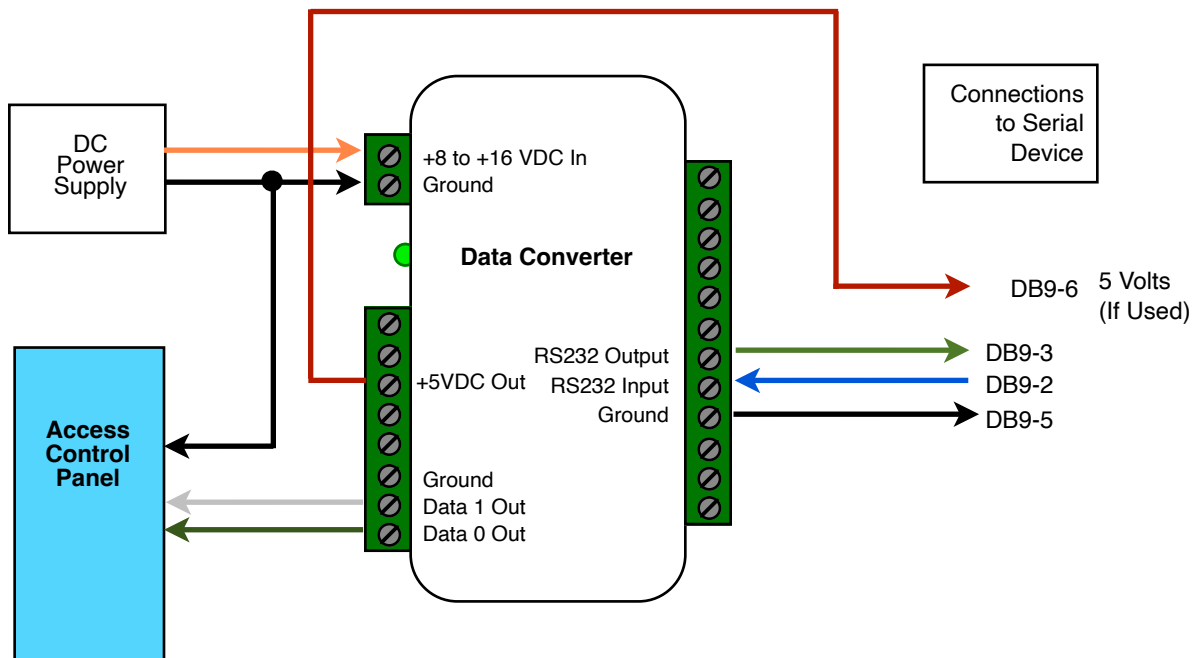 DC
Power
Supply
+8 to +16 VDC In
Ground
Data Converter
Connections
to Serial
Device
DB9-6
5 Volts
(If Used)
RS232 Output
RS232 Input
Ground
DB9-3
DB9-2
DB9-5
+5VDC Out
Access
Control
Panel
Ground
Data 1 Out
Data 0 Out